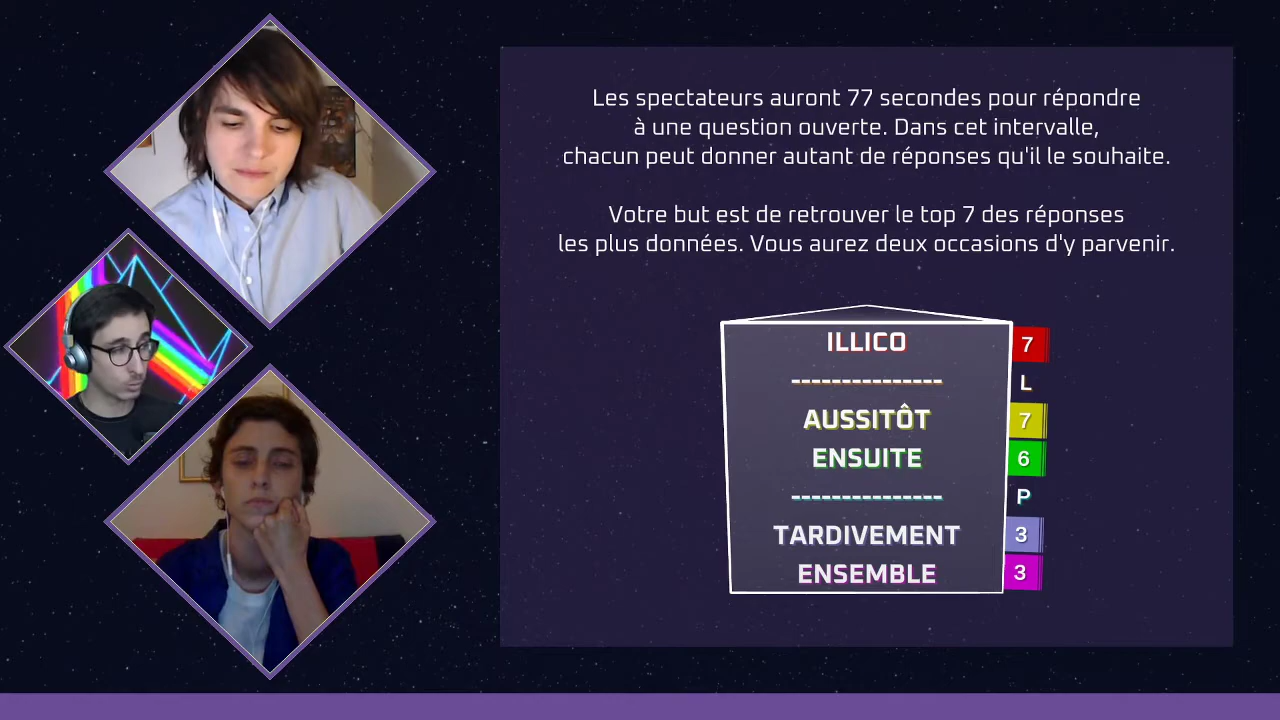 Les spectateurs auront 77 secondes pour répondre
à une question ouverte. Dans cet intervalle,
chacun peut donner autant de réponses qu'il le souhaite.
Votre but est de retrouver le top 7 des réponses
les plus données. Vous aurez deux occasions d'y parvenir.
ILLICO 7
--------------- L
AUSSITÔT 7
ENSUITE 6
--------------- P
TARDIVEMENT 3
ENSEMBLE 3